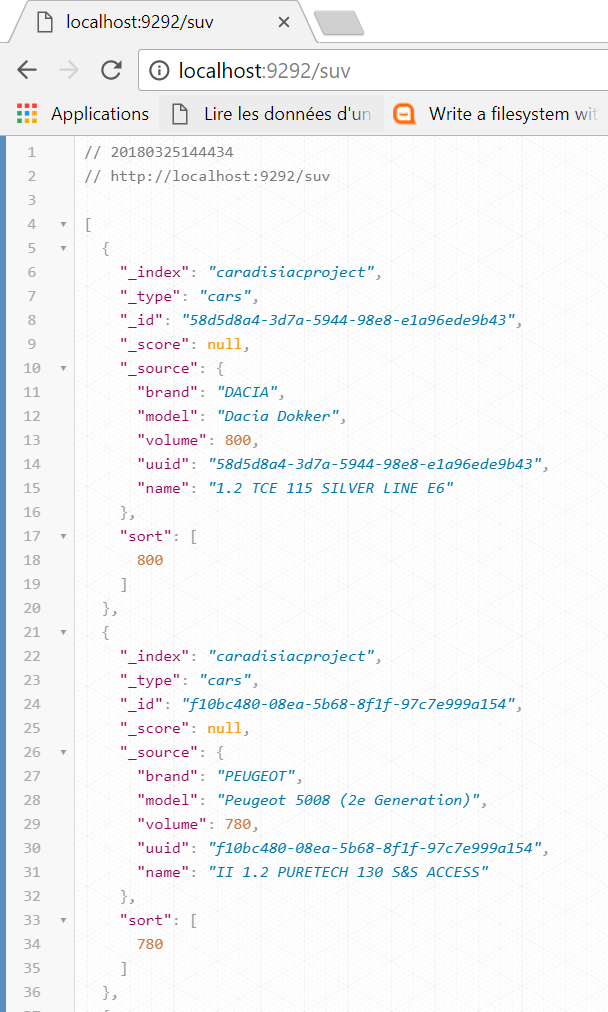 localhost:9292/suv
localhost:9292/suv
Applications Lire les données d'un Write a filesystem wit
1 // 20180325144434
2 // http://localhost:9292/suv
3
4 [
5 {
6 "_index": "caradisiacproject",
7 "_type": "cars",
8 "_id": "58d5d8a4-3d7a-5944-98e8-e1a96ede9b43",
9 "_score": null,
10 "_source": {
11 "brand": "DACIA",
12 "model": "Dacia Dokker",
13 "volume": 800,
14 "uuid": "58d5d8a4-3d7a-5944-98e8-e1a96ede9b43",
15 "name": "1.2 TCE 115 SILVER LINE E6"
16 },
17 "sort": [
18 800
19 ]
20 },
21 {
22 "_index": "caradisiacproject",
23 "_type": "cars",
24 "_id": "f10bc480-08ea-5b68-8f1f-97c7e999a154",
25 "_score": null,
26 "_source": {
27 "brand": "PEUGEOT",
28 "model": "Peugeot 5008 (2e Generation)",
29 "volume": 780,
30 "uuid": "f10bc480-08ea-5b68-8f1f-97c7e999a154",
31 "name": "II 1.2 PURETECH 130 S&S ACCESS"
32 },
33 "sort": [
34 780
35 ]
36 },